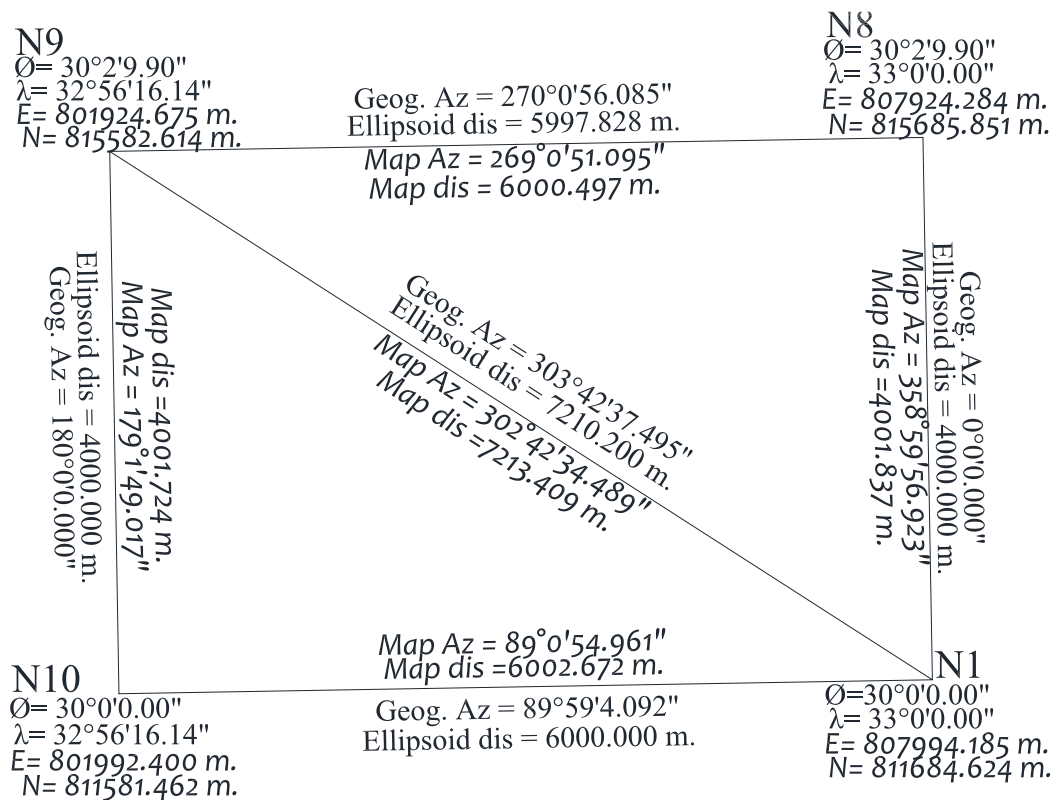 N9
Ø= 30°2'9.90"
λ= 32°56'16.14"
E= 801924.675 m.
N= 815582.614 m.
N8
Ø= 30°2'9.90"
λ= 33°0'0.00"
E= 807924.284 m.
N= 815685.851 m.
Geog. Az = 270°0'56.085"
Ellipsoid dis = 5997.828 m.
Map Az = 269°0'51.095"
Map dis = 6000.497 m.
Ellipsoid dis = 4000.000 m.
Geog. Az = 180°0'0.000"
Map dis =4001.724 m.
Map Az = 179°1'49.017"
Geog. Az = 303°42'37.495"
Ellipsoid dis = 7210.200 m.
Map Az = 302°42'34.489"
Map dis =7213.409 m.
Geog. Az = 0°0'0.000"
Ellipsoid dis = 4000.000 m.
Map Az = 358°59'56.923"
Map dis =4001.837 m.
Map Az = 89°0'54.961"
Map dis =6002.672 m.
Geog. Az = 89°59'4.092"
Ellipsoid dis = 6000.000 m.
N10
Ø= 30°0'0.00"
λ= 32°56'16.14"
E= 801992.400 m.
N= 811581.462 m.
N1
Ø=30°0'0.00"
λ= 33°0'0.00"
E= 807994.185 m.
N= 811684.624 m.